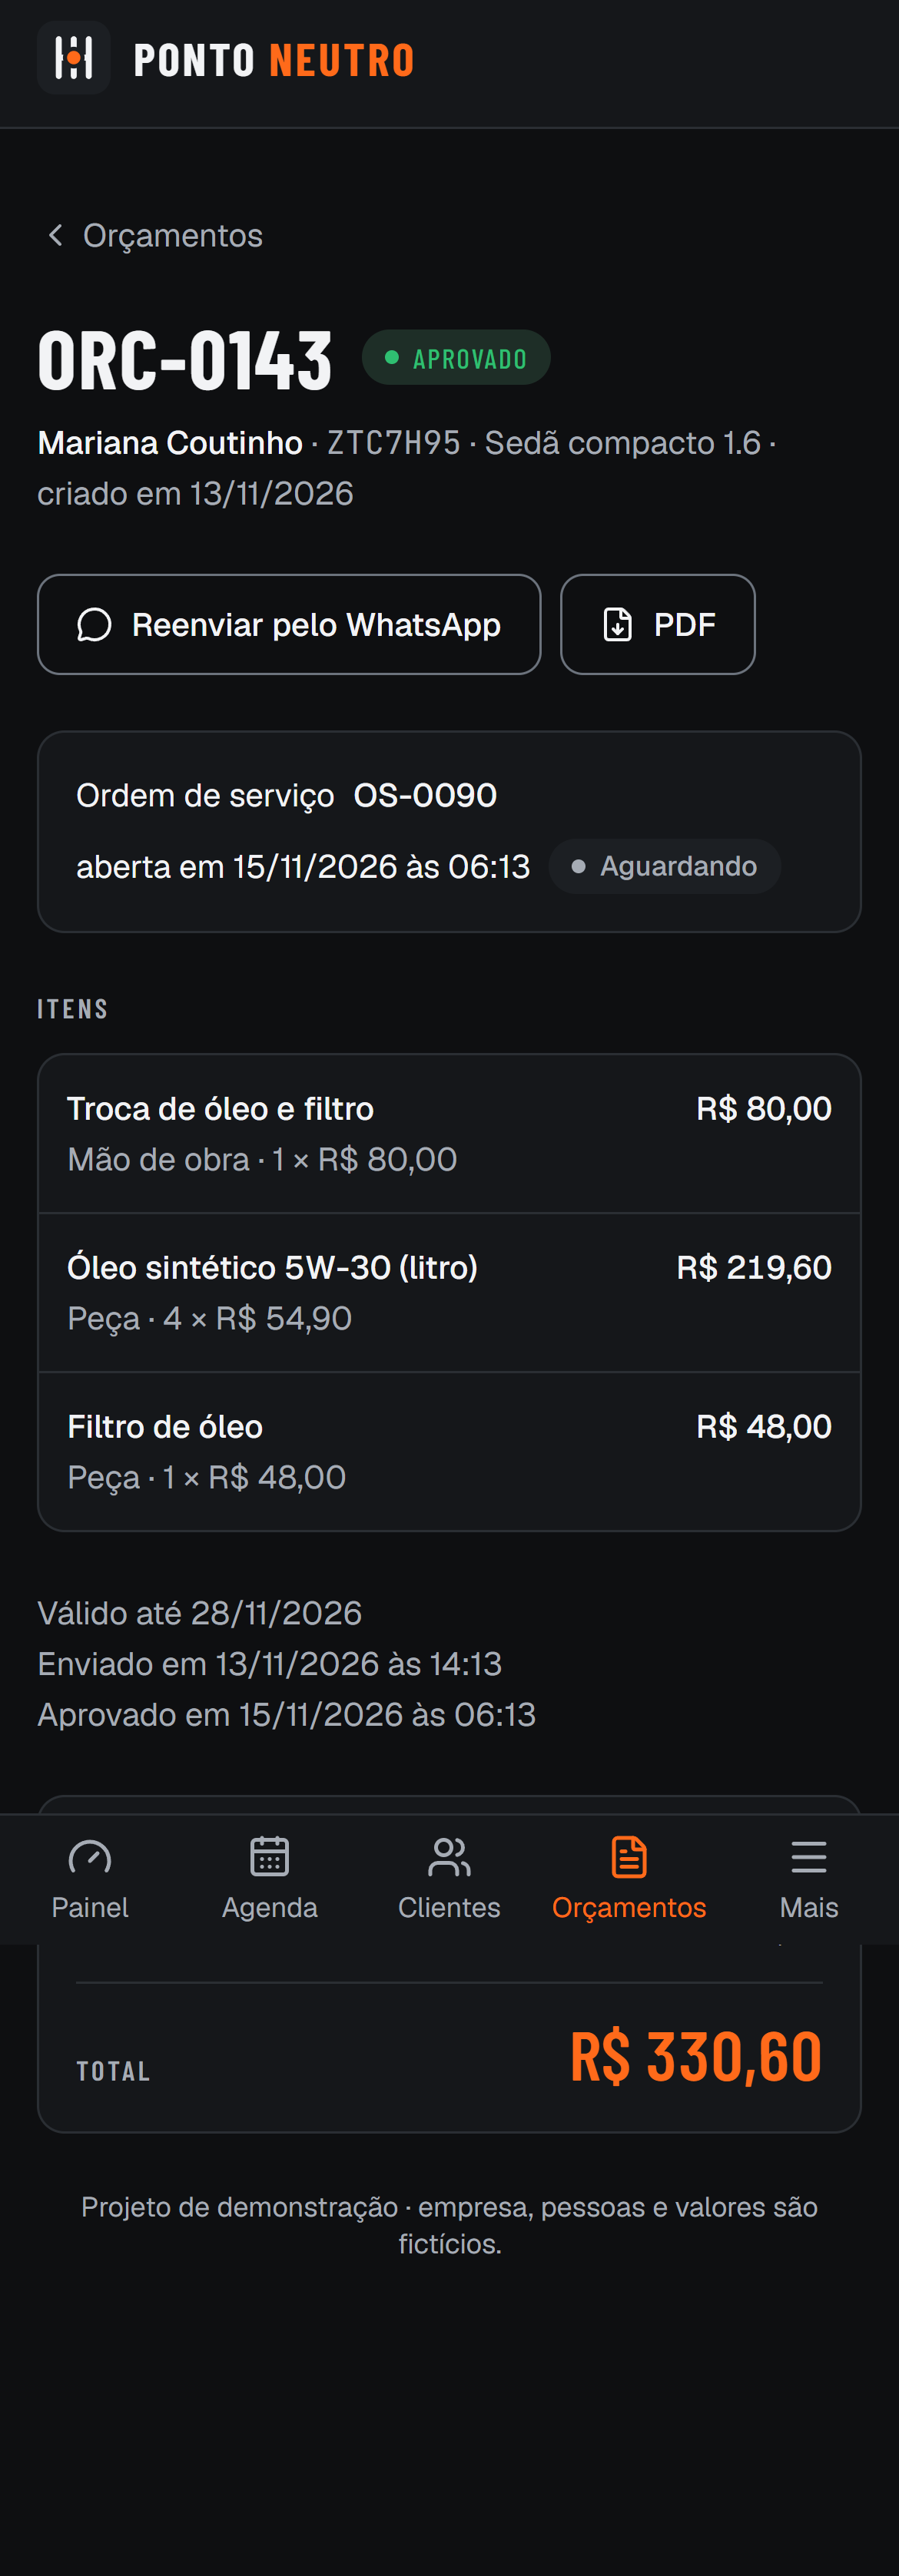 PONTO NEUTRO
Orçamentos
ORC-0143
APROVADO
Mariana Coutinho · ZTC7H95 · Sedã compacto 1.6 ·
criado em 13/11/2026
Reenviar pelo WhatsApp
PDF
Ordem de serviço OS-0090
aberta em 15/11/2026 às 06:13
Aguardando
ITENS
Troca de óleo e filtro R$ 80,00
Mão de obra · 1 × R$ 80,00
Óleo sintético 5W-30 (litro) R$ 219,60
Peça · 4 × R$ 54,90
Filtro de óleo R$ 48,00
Peça · 1 × R$ 48,00
Válido até 28/11/2026
Enviado em 13/11/2026 às 14:13
Aprovado em 15/11/2026 às 06:13
Painel Agenda Clientes Orçamentos Mais
TOTAL R$ 330,60
Projeto de demonstração · empresa, pessoas e valores são
fictícios.